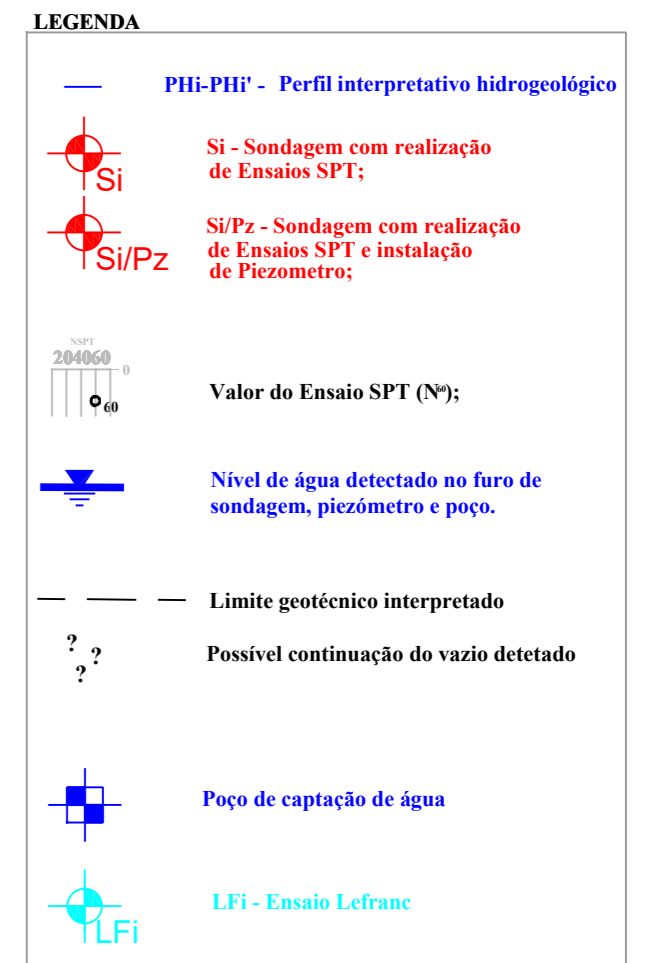 LEGENDA
PHi-PHi' - Perfil interpretativo hidrogeológico
Si
Si - Sondagem com realização
de Ensaios SPT;
Si/Pz
Si/Pz - Sondagem com realização
de Ensaios SPT e instalação
de Piezometro;
NSPT
204060
0
60
Valor do Ensaio SPT (N⁶⁰);
Nível de água detectado no furo de
sondagem, piezómetro e poço.
Limite geotécnico interpretado
? ? ?
Possível continuação do vazio detetado
Poço de captação de água
LFi
LFi - Ensaio Lefranc